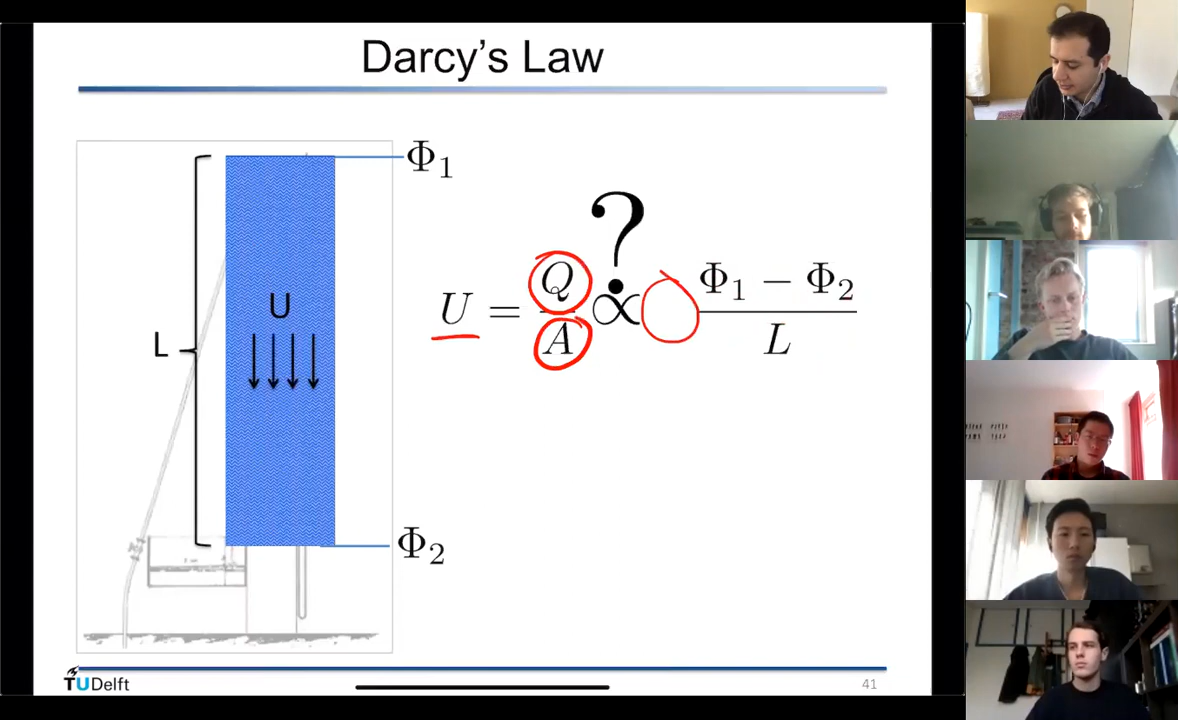 Darcy's Law
Φ₁
?
U
U = Q/A ∝ (Φ₁ − Φ₂)/L
L
Φ₂
TUDelft
41